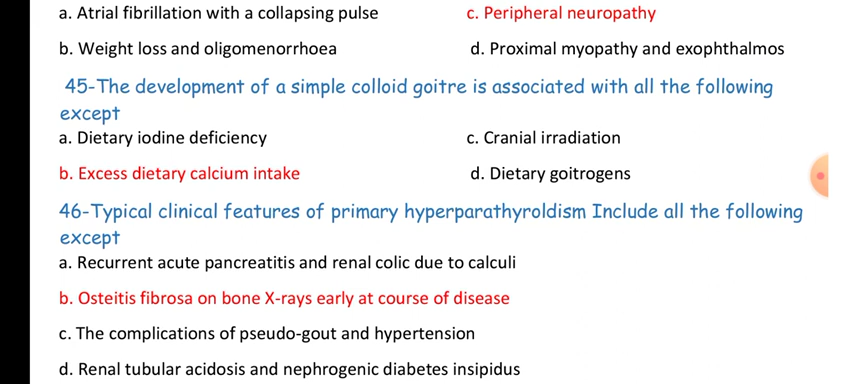 a. Atrial fibrillation with a collapsing pulse c. Peripheral neuropathy
b. Weight loss and oligomenorrhoea d. Proximal myopathy and exophthalmos
45-The development of a simple colloid goitre is associated with all the following
except
a. Dietary iodine deficiency c. Cranial irradiation
b. Excess dietary calcium intake d. Dietary goitrogens
46-Typical clinical features of primary hyperparathyroldism Include all the following
except
a. Recurrent acute pancreatitis and renal colic due to calculi
b. Osteitis fibrosa on bone X-rays early at course of disease
c. The complications of pseudo-gout and hypertension
d. Renal tubular acidosis and nephrogenic diabetes insipidus